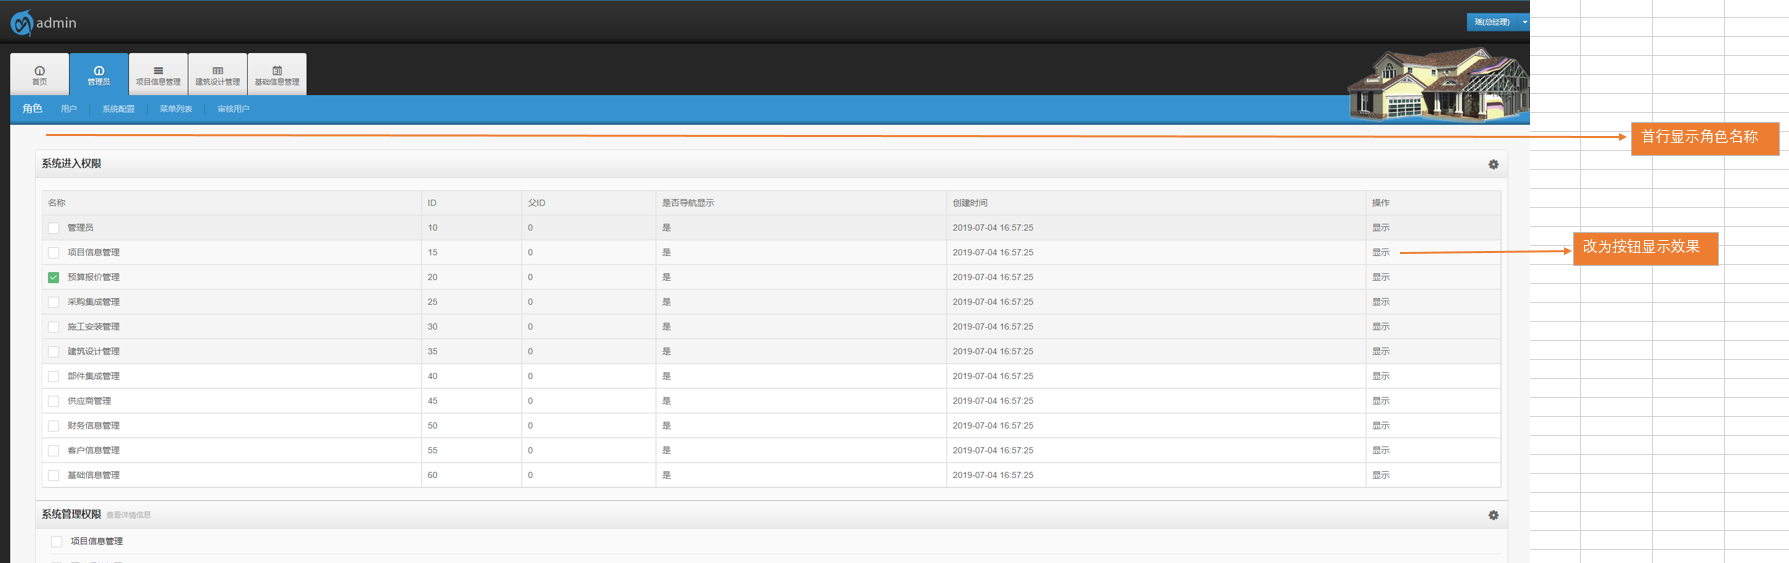 admin
瑶(总经理)
首页 管理员 项目信息管理 建筑设计管理 基础信息管理
角色 用户 系统配置 菜单列表 审核用户
首行显示角色名称
系统进入权限
名称 ID 父ID 是否导航显示 创建时间 操作
管理员 10 0 是 2019-07-04 16:57:25 显示
项目信息管理 15 0 是 2019-07-04 16:57:25 显示
改为按钮显示效果
预算报价管理 20 0 是 2019-07-04 16:57:25 显示
采购集成管理 25 0 是 2019-07-04 16:57:25 显示
施工安装管理 30 0 是 2019-07-04 16:57:25 显示
建筑设计管理 35 0 是 2019-07-04 16:57:25 显示
部件集成管理 40 0 是 2019-07-04 16:57:25 显示
供应商管理 45 0 是 2019-07-04 16:57:25 显示
财务信息管理 50 0 是 2019-07-04 16:57:25 显示
客户信息管理 55 0 是 2019-07-04 16:57:25 显示
基础信息管理 60 0 是 2019-07-04 16:57:25 显示
系统管理权限 查看详情信息
项目信息管理